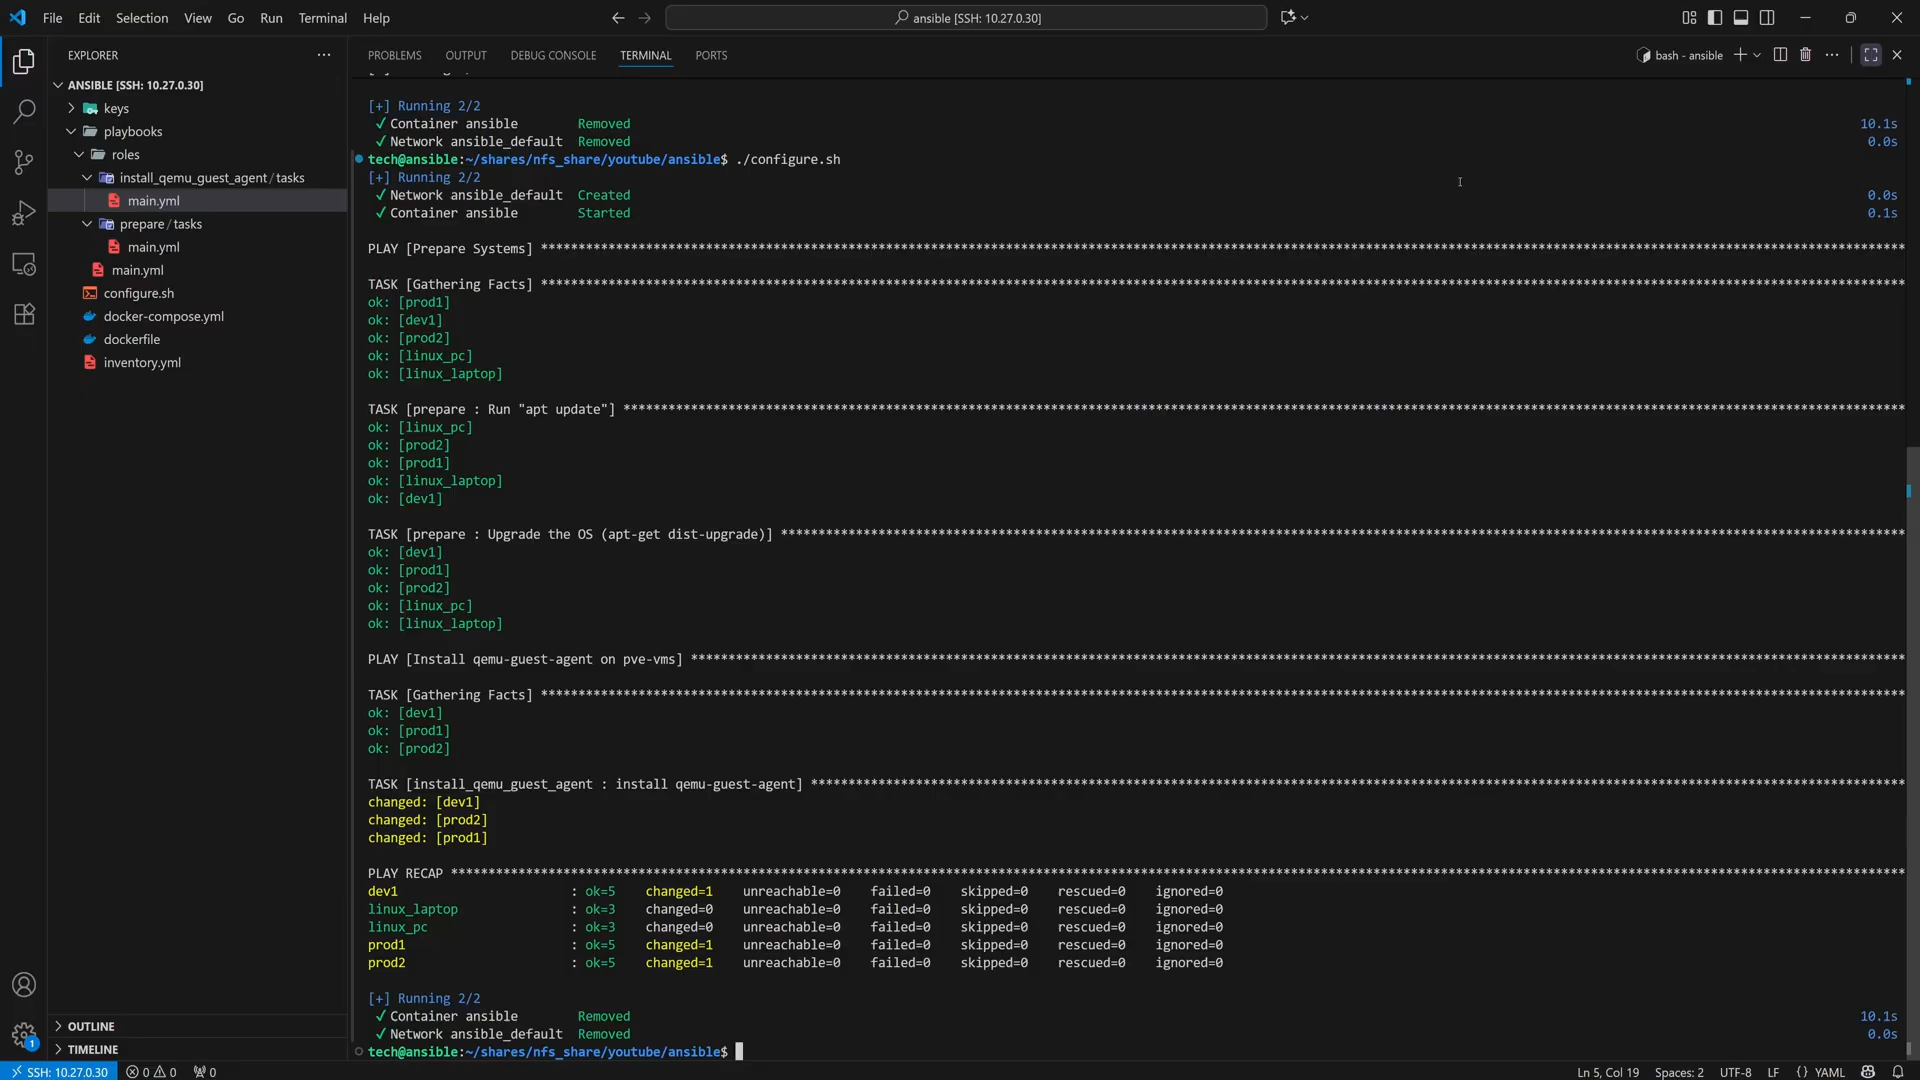 File Edit Selection View Go Run Terminal Help
ansible [SSH: 10.27.0.30]
EXPLORER
ANSIBLE [SSH: 10.27.0.30]
keys
playbooks
roles
install_qemu_guest_agent / tasks
main.yml
prepare / tasks
main.yml
main.yml
configure.sh
docker-compose.yml
dockerfile
inventory.yml
OUTLINE
TIMELINE
PROBLEMS OUTPUT DEBUG CONSOLE TERMINAL PORTS
bash - ansible
[+] Running 2/2
✓ Container ansible Removed 10.1s
✓ Network ansible_default Removed 0.0s
tech@ansible:~/shares/nfs_share/youtube/ansible$ ./configure.sh
[+] Running 2/2
✓ Network ansible_default Created 0.0s
✓ Container ansible Started 0.1s
PLAY [Prepare Systems] ****
TASK [Gathering Facts] ****
ok: [prod1]
ok: [dev1]
ok: [prod2]
ok: [linux_pc]
ok: [linux_laptop]
TASK [prepare : Run "apt update"] ****
ok: [linux_pc]
ok: [prod2]
ok: [prod1]
ok: [linux_laptop]
ok: [dev1]
TASK [prepare : Upgrade the OS (apt-get dist-upgrade)] ****
ok: [dev1]
ok: [prod1]
ok: [prod2]
ok: [linux_pc]
ok: [linux_laptop]
PLAY [Install qemu-guest-agent on pve-vms] ****
TASK [Gathering Facts] ****
ok: [dev1]
ok: [prod1]
ok: [prod2]
TASK [install_qemu_guest_agent : install qemu-guest-agent] ****
changed: [dev1]
changed: [prod2]
changed: [prod1]
PLAY RECAP ****
dev1 : ok=5 changed=1 unreachable=0 failed=0 skipped=0 rescued=0 ignored=0
linux_laptop : ok=3 changed=0 unreachable=0 failed=0 skipped=0 rescued=0 ignored=0
linux_pc : ok=3 changed=0 unreachable=0 failed=0 skipped=0 rescued=0 ignored=0
prod1 : ok=5 changed=1 unreachable=0 failed=0 skipped=0 rescued=0 ignored=0
prod2 : ok=5 changed=1 unreachable=0 failed=0 skipped=0 rescued=0 ignored=0
[+] Running 2/2
✓ Container ansible Removed 10.1s
✓ Network ansible_default Removed 0.0s
tech@ansible:~/shares/nfs_share/youtube/ansible$
1
SSH: 10.27.0.30 0 0 0 Ln 5, Col 19 Spaces: 2 UTF-8 LF {} YAML